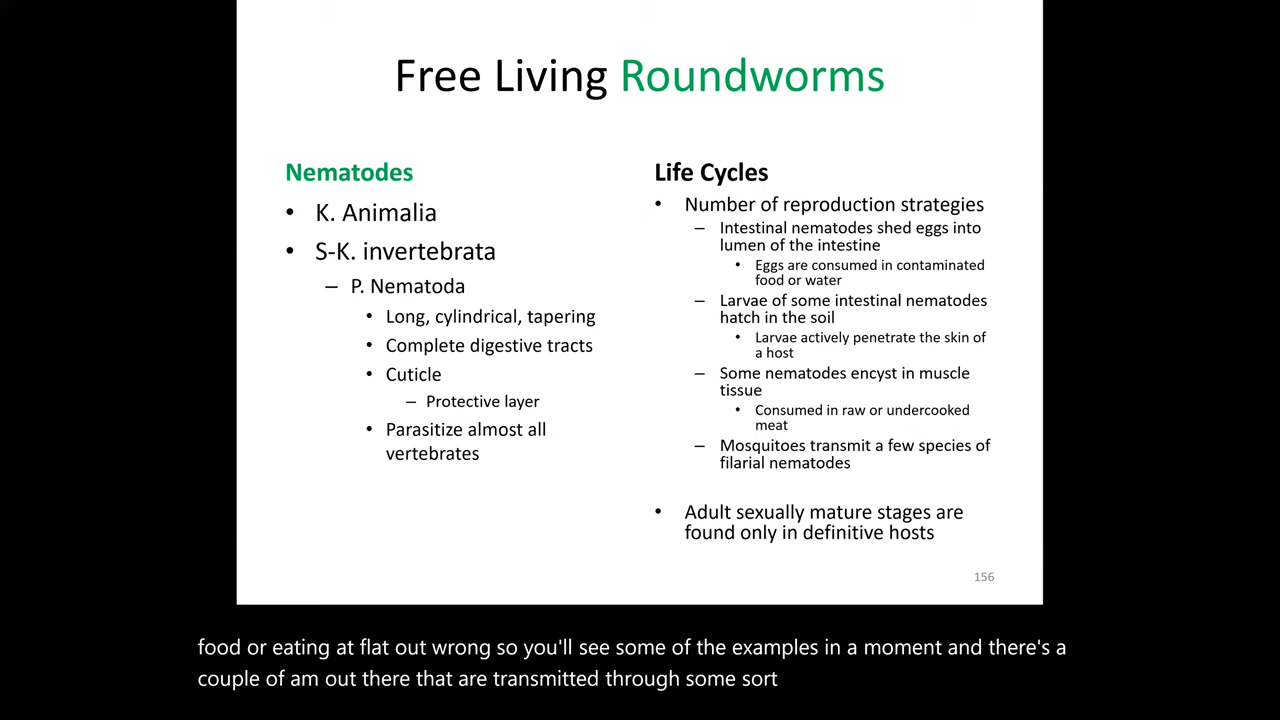 Free Living Roundworms
Nematodes
• K. Animalia
• S-K. invertebrata
– P. Nematoda
• Long, cylindrical, tapering
• Complete digestive tracts
• Cuticle
– Protective layer
• Parasitize almost all
vertebrates
Life Cycles
• Number of reproduction strategies
– Intestinal nematodes shed eggs into
lumen of the intestine
• Eggs are consumed in contaminated
food or water
– Larvae of some intestinal nematodes
hatch in the soil
• Larvae actively penetrate the skin of
a host
– Some nematodes encyst in muscle
tissue
• Consumed in raw or undercooked
meat
– Mosquitoes transmit a few species of
filarial nematodes
• Adult sexually mature stages are
found only in definitive hosts
156
food or eating at flat out wrong so you'll see some of the examples in a moment and there's a
couple of am out there that are transmitted through some sort